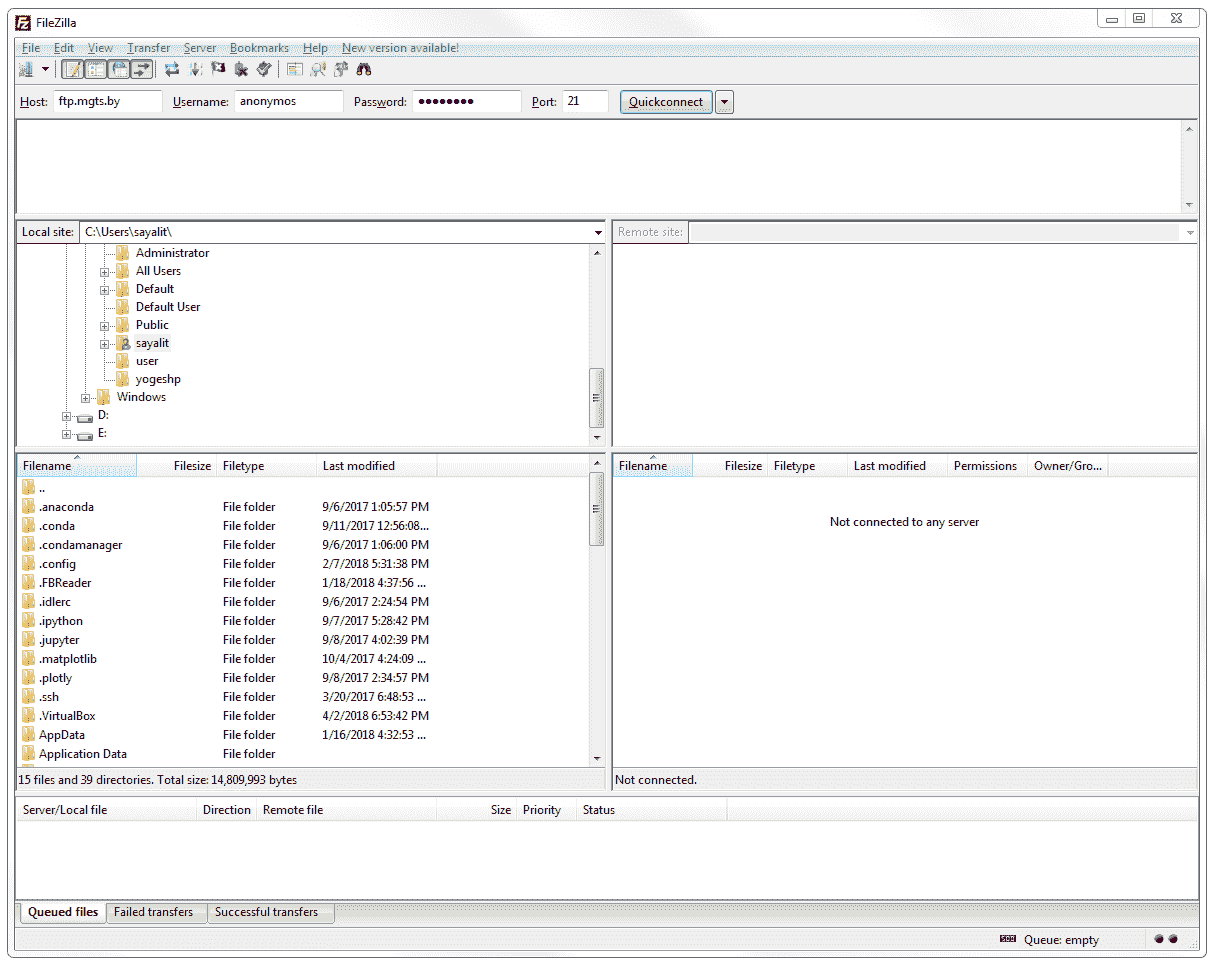 FileZilla
File Edit View Transfer Server Bookmarks Help New version available!
Host: ftp.mgts.by Username: anonymos Password: ●●●●●●●● Port: 21 Quickconnect
Local site: C:\Users\sayalit\
Administrator
All Users
Default
Default User
Public
sayalit
user
yogeshp
Windows
D:
E:
Remote site:
Filename Filesize Filetype Last modified
..
.anaconda File folder 9/6/2017 1:05:57 PM
.conda File folder 9/11/2017 12:56:08...
.condamanager File folder 9/6/2017 1:06:00 PM
.config File folder 2/7/2018 5:31:38 PM
.FBReader File folder 1/18/2018 4:37:56 ...
.idlerc File folder 9/6/2017 2:24:54 PM
.ipython File folder 9/7/2017 5:28:42 PM
.jupyter File folder 9/8/2017 4:02:39 PM
.matplotlib File folder 10/4/2017 4:24:09 ...
.plotly File folder 9/8/2017 2:34:57 PM
.ssh File folder 3/20/2017 6:48:53 ...
.VirtualBox File folder 4/2/2018 6:53:42 PM
AppData File folder 1/16/2018 4:32:53 ...
Application Data File folder
15 files and 39 directories. Total size: 14,809,993 bytes
Filename Filesize Filetype Last modified Permissions Owner/Gro...
Not connected to any server
Not connected.
Server/Local file Direction Remote file Size Priority Status
Queued files Failed transfers Successful transfers
Queue: empty